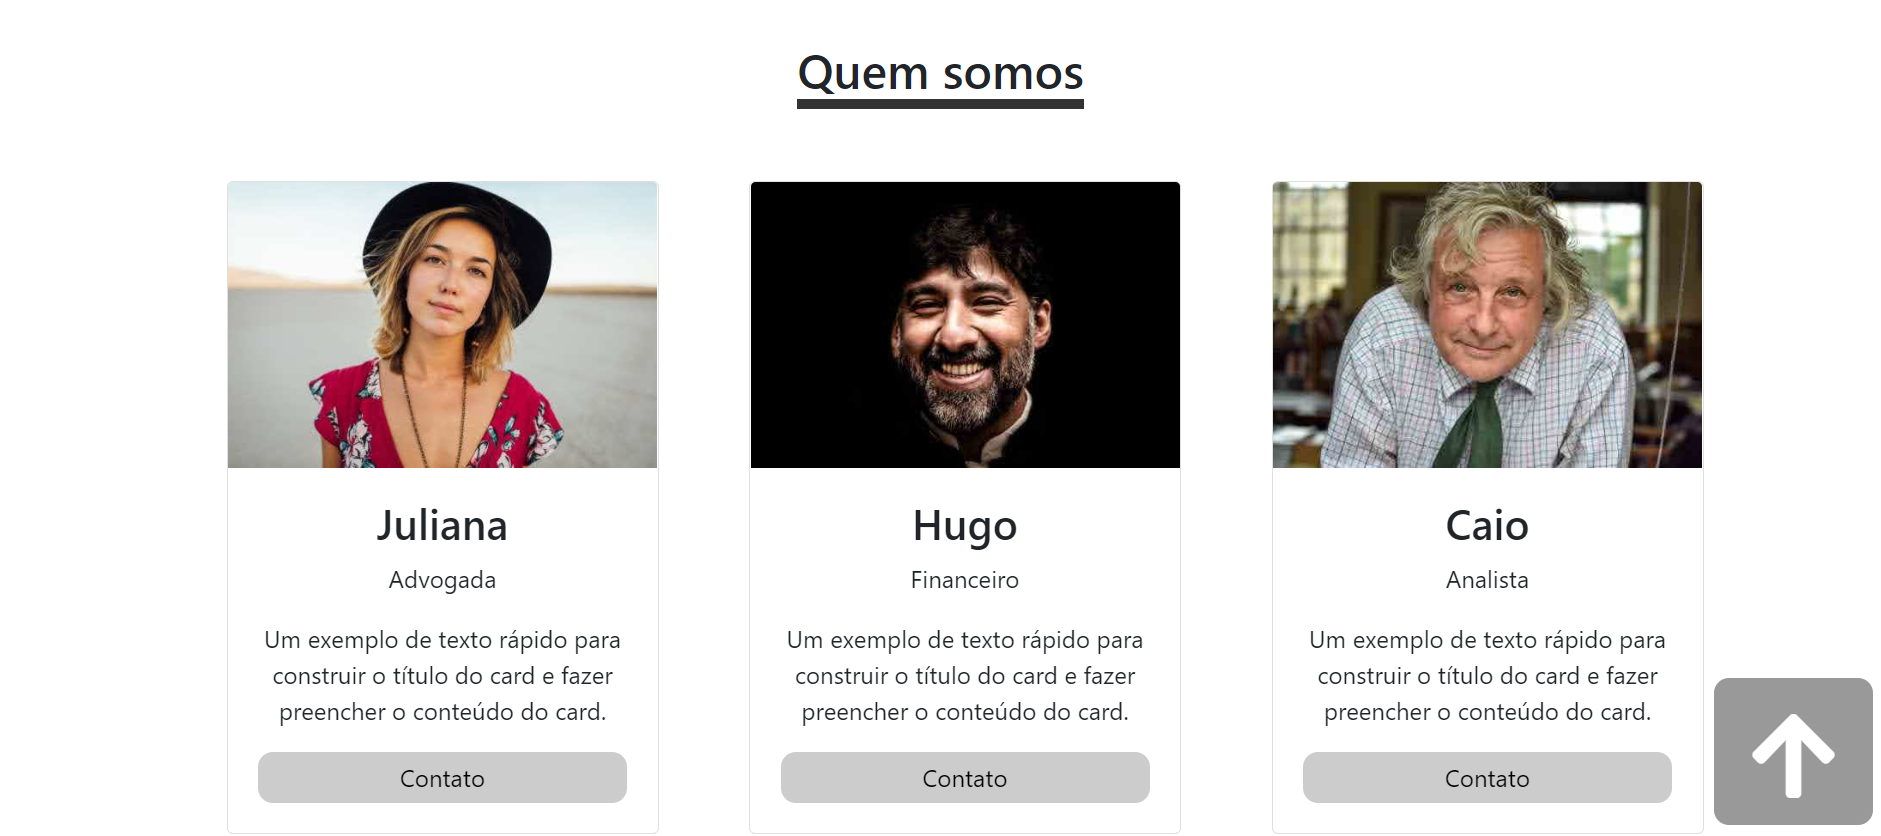 Quem somos
Juliana
Advogada
Um exemplo de texto rápido para
construir o título do card e fazer
preencher o conteúdo do card.
Contato
Hugo
Financeiro
Um exemplo de texto rápido para
construir o título do card e fazer
preencher o conteúdo do card.
Contato
Caio
Analista
Um exemplo de texto rápido para
construir o título do card e fazer
preencher o conteúdo do card.
Contato